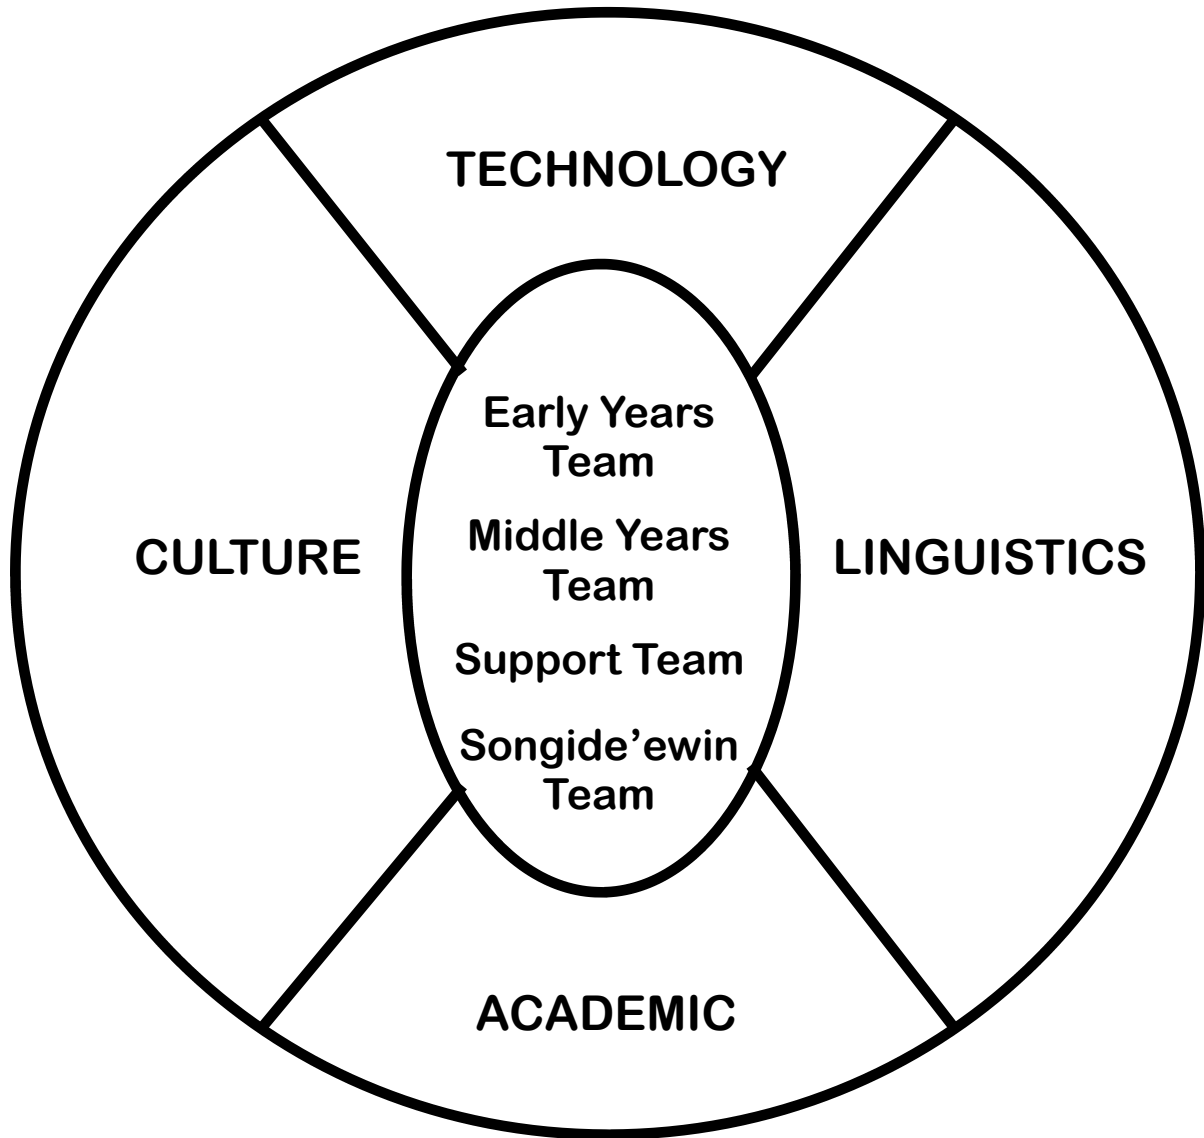 TECHNOLOGY
Early Years
Team
Middle Years
Team
CULTURE
LINGUISTICS
Support Team
Songide’ewin
Team
ACADEMIC